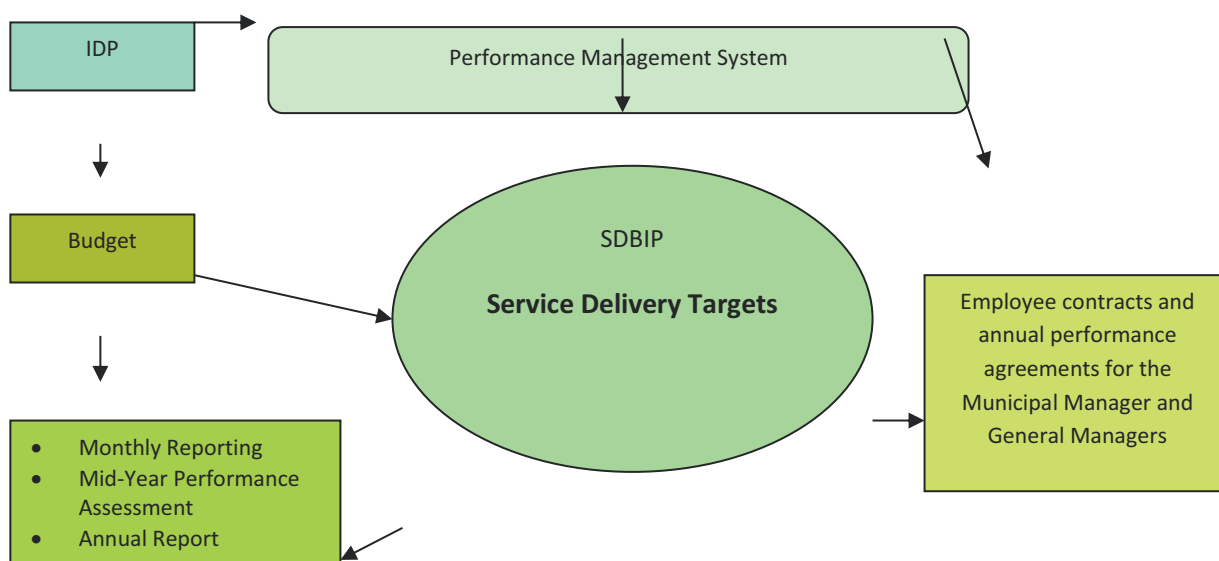 IDP
Performance Management System
Budget
SDBIP
Service Delivery Targets
Employee contracts and
annual performance
agreements for the
Municipal Manager and
General Managers
• Monthly Reporting
• Mid-Year Performance
Assessment
• Annual Report